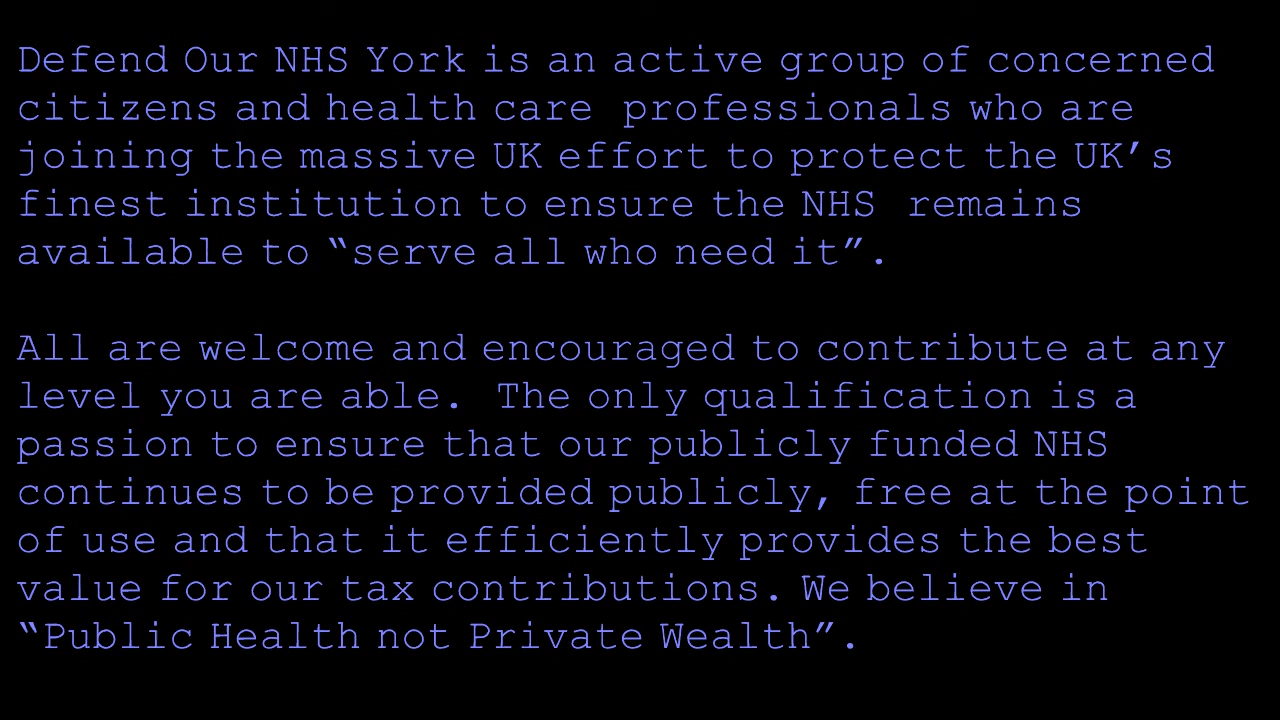 Defend Our NHS York is an active group of concerned
citizens and health care  professionals who are
joining the massive UK effort to protect the UK’s
finest institution to ensure the NHS  remains
available to “serve all who need it”.

All are welcome and encouraged to contribute at any
level you are able.  The only qualification is a
passion to ensure that our publicly funded NHS
continues to be provided publicly, free at the point
of use and that it efficiently provides the best
value for our tax contributions. We believe in
“Public Health not Private Wealth”.